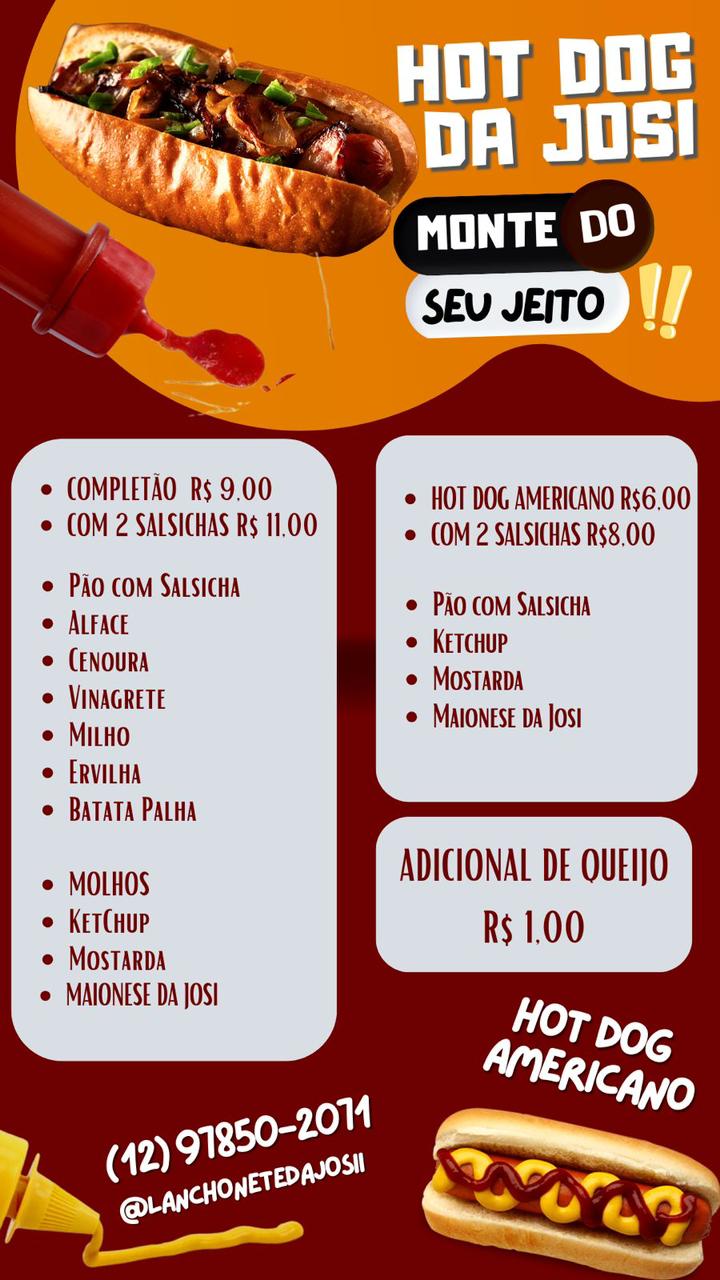 HOT DOG
DA JOSI
MONTE DO
SEU JEITO !!
• COMPLETÃO R$ 9,00
• COM 2 SALSICHAS R$ 11,00
• Pão com Salsicha
• Alface
• Cenoura
• Vinagrete
• Milho
• Ervilha
• Batata Palha
• MOLHOS
• KetChup
• Mostarda
• MAIONESE DA JOSI
• HOT DOG AMERICANO R$6,00
• COM 2 SALSICHAS R$8,00
• Pão com Salsicha
• Ketchup
• Mostarda
• Maionese da Josi
ADICIONAL DE QUEIJO
R$ 1,00
HOT DOG
AMERICANO
(12) 97850-2071
@LANCHONETEDAJOSII